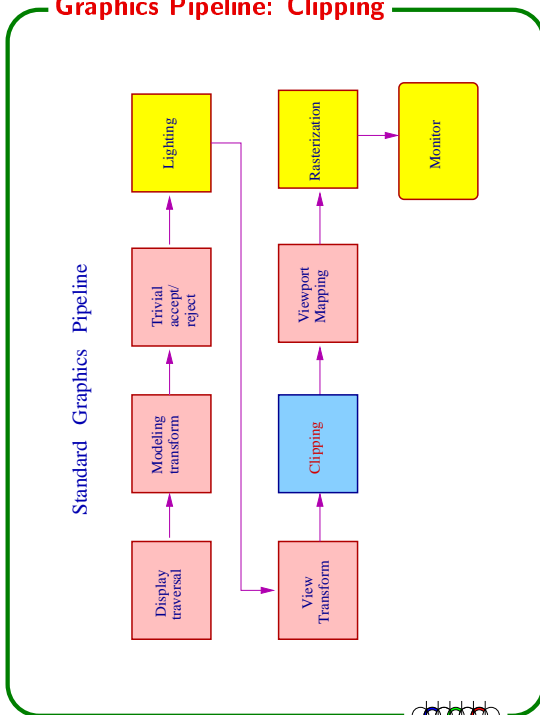 Graphics Pipeline: Clipping
Standard Graphics Pipeline
Display
traversal
Modeling
transform
Trivial
accept/
reject
Lighting
View
Transform
Clipping
Viewport
Mapping
Rasterization
Monitor